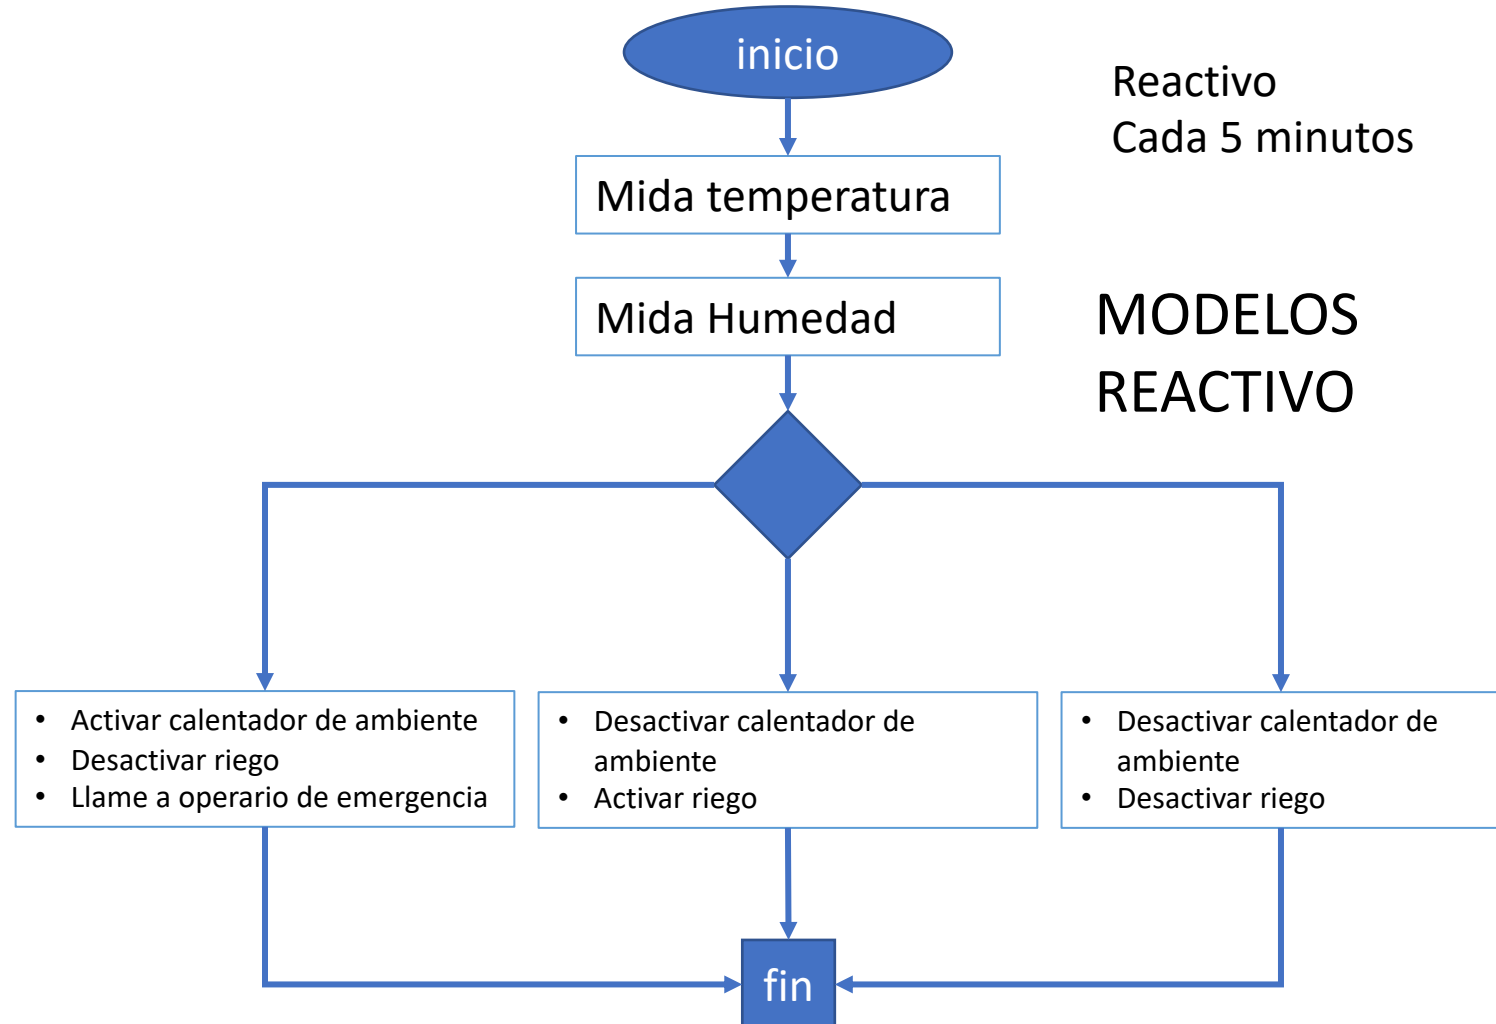 inicio
Reactivo
Cada 5 minutos
Mida temperatura
Mida Humedad
MODELOS
REACTIVO
• Activar calentador de ambiente
• Desactivar riego
• Llame a operario de emergencia
• Desactivar calentador de
ambiente
• Activar riego
• Desactivar calentador de
ambiente
• Desactivar riego
fin